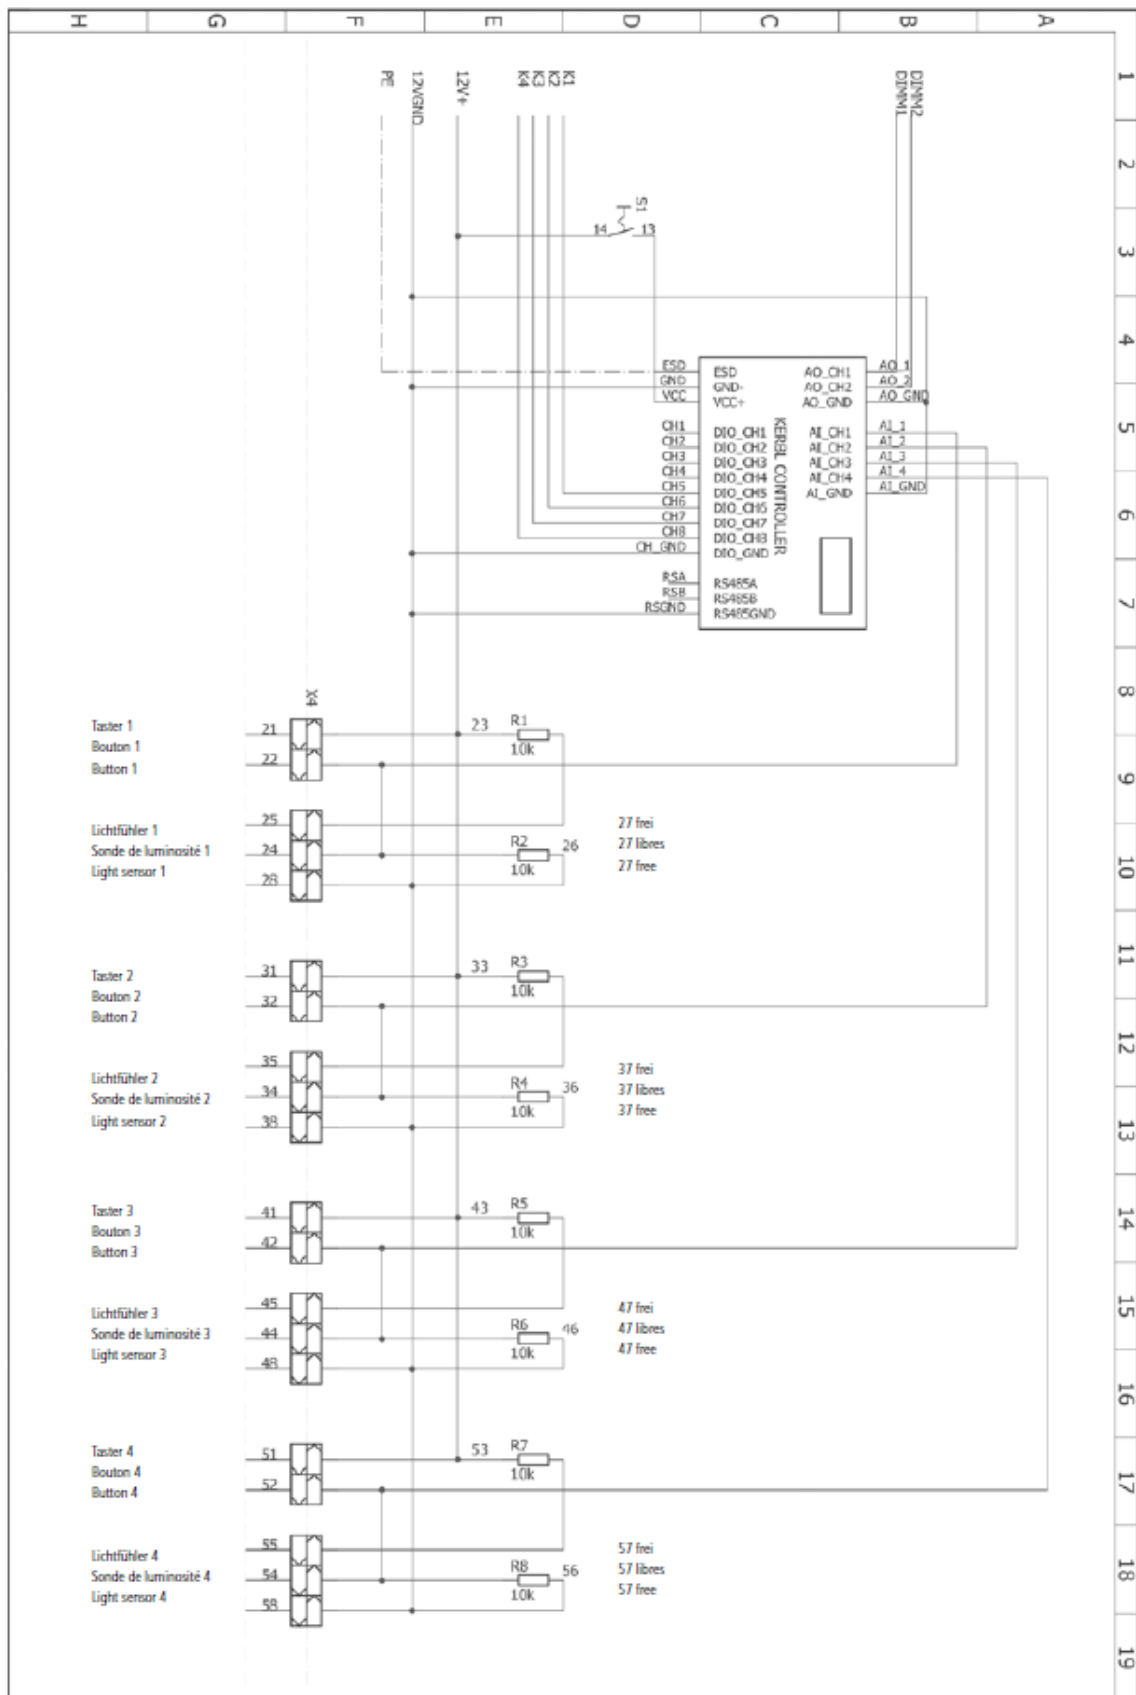 H G F E D C B A
1
2
3
4
5
6
7
8
9
10
11
12
13
14
15
16
17
18
19
PE
12VGND
12V+
K4
K3
K2
K1
DIMM1
DIMM2
S1
14 13
ESD ESD AO_CH1 AO_1
GND GND- AO_CH2 AO_2
VCC VCC+ AO_GND AO_GND
CH1 DIO_CH1 AI_CH1 AI_1
CH2 DIO_CH2 AI_CH2 AI_2
CH3 DIO_CH3 AI_CH3 AI_3
CH4 DIO_CH4 AI_CH4 AI_4
CH5 DIO_CH5 AI_GND AI_GND
CH6 DIO_CH6
CH7 DIO_CH7
CH8 DIO_CH8
CH_GND DIO_GND
KERBL CONTROLLER
RSA RS485A
RSB RS485B
RSGND RS485GND
X4
Taster 1
Bouton 1
Button 1
21 23 R1
10k
22
Lichtfühler 1
Sonde de luminosité 1
Light sensor 1
25
24 R2 26
10k
28
27 frei
27 libres
27 free
Taster 2
Bouton 2
Button 2
31 33 R3
10k
32
Lichtfühler 2
Sonde de luminosité 2
Light sensor 2
35
34 R4 36
10k
38
37 frei
37 libres
37 free
Taster 3
Bouton 3
Button 3
41 43 R5
10k
42
Lichtfühler 3
Sonde de luminosité 3
Light sensor 3
45
44 R6 46
10k
48
47 frei
47 libres
47 free
Taster 4
Bouton 4
Button 4
51 53 R7
10k
52
Lichtfühler 4
Sonde de luminosité 4
Light sensor 4
55
54 R8 56
10k
58
57 frei
57 libres
57 free